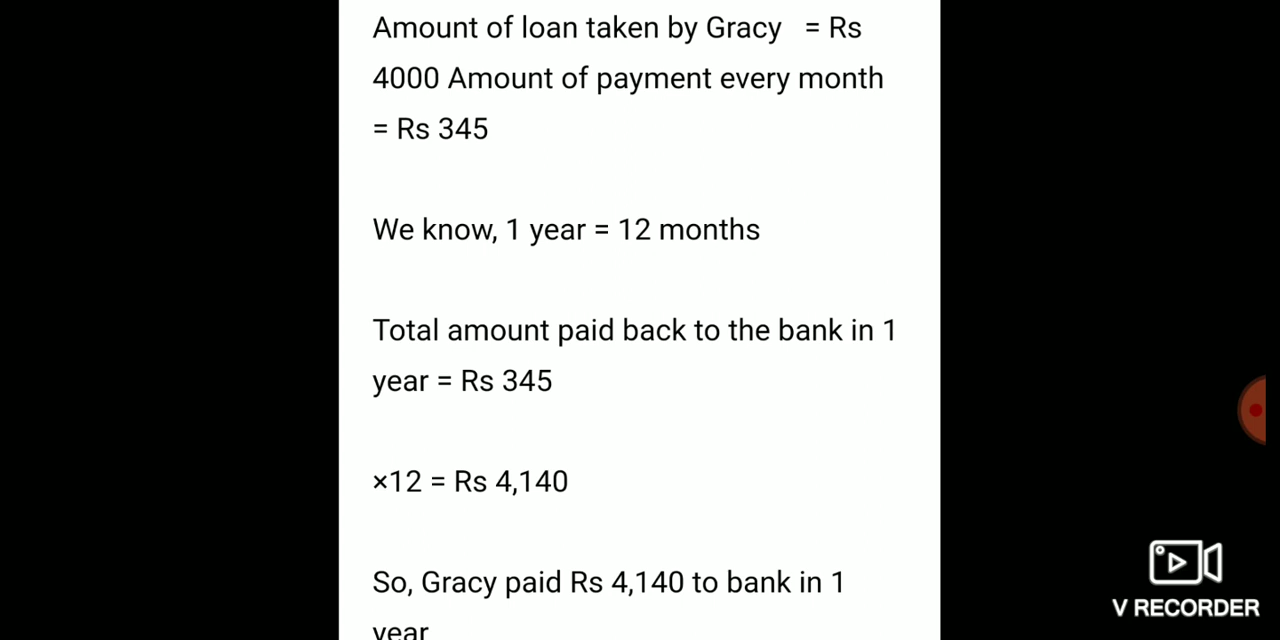 Amount of loan taken by Gracy = Rs
4000 Amount of payment every month
= Rs 345
We know, 1 year = 12 months
Total amount paid back to the bank in 1
year = Rs 345
×12 = Rs 4,140
So, Gracy paid Rs 4,140 to bank in 1
year
V RECORDER